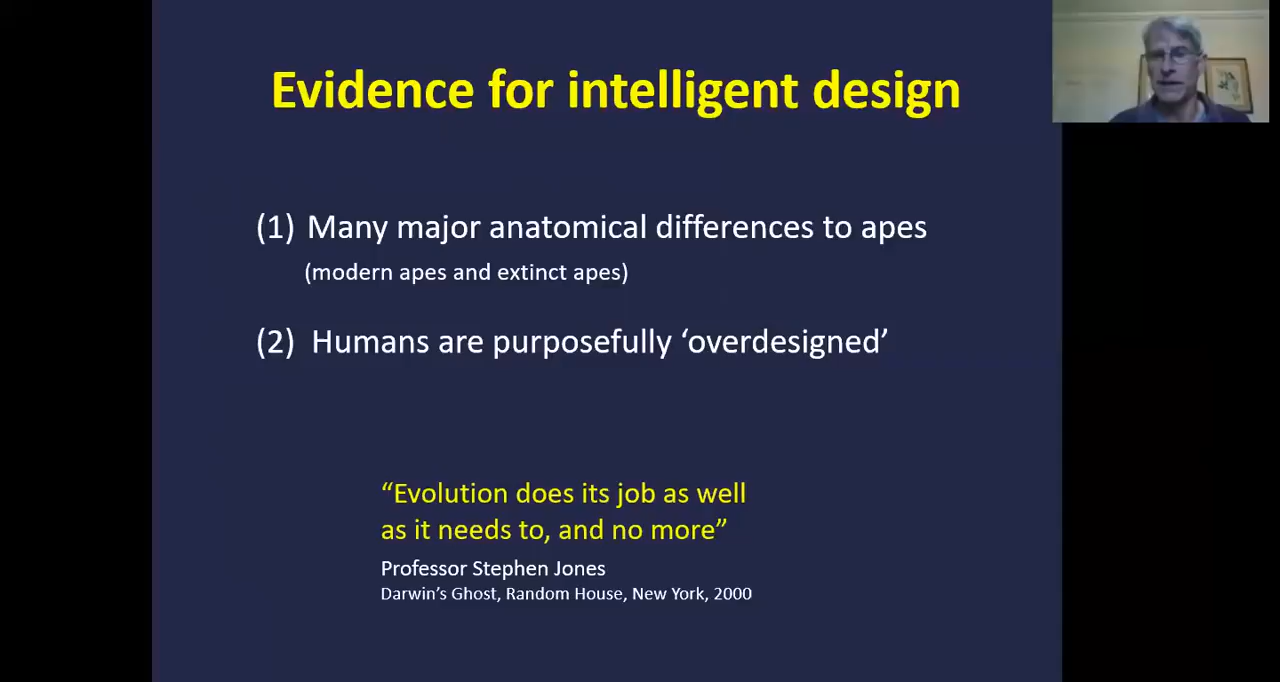 Evidence for intelligent design
(1) Many major anatomical differences to apes
(modern apes and extinct apes)
(2) Humans are purposefully ‘overdesigned’
“Evolution does its job as well
as it needs to, and no more”
Professor Stephen Jones
Darwin’s Ghost, Random House, New York, 2000